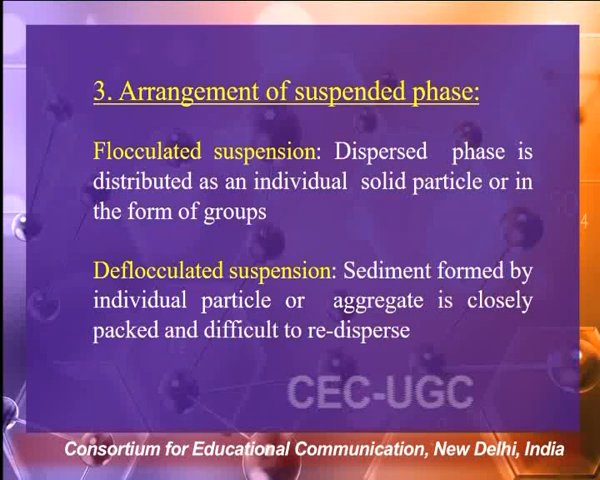 3. Arrangement of suspended phase:
Flocculated suspension: Dispersed phase is
distributed as an individual solid particle or in
the form of groups
Deflocculated suspension: Sediment formed by
individual particle or aggregate is closely
packed and difficult to re-disperse
CEC-UGC
Consortium for Educational Communication, New Delhi, India